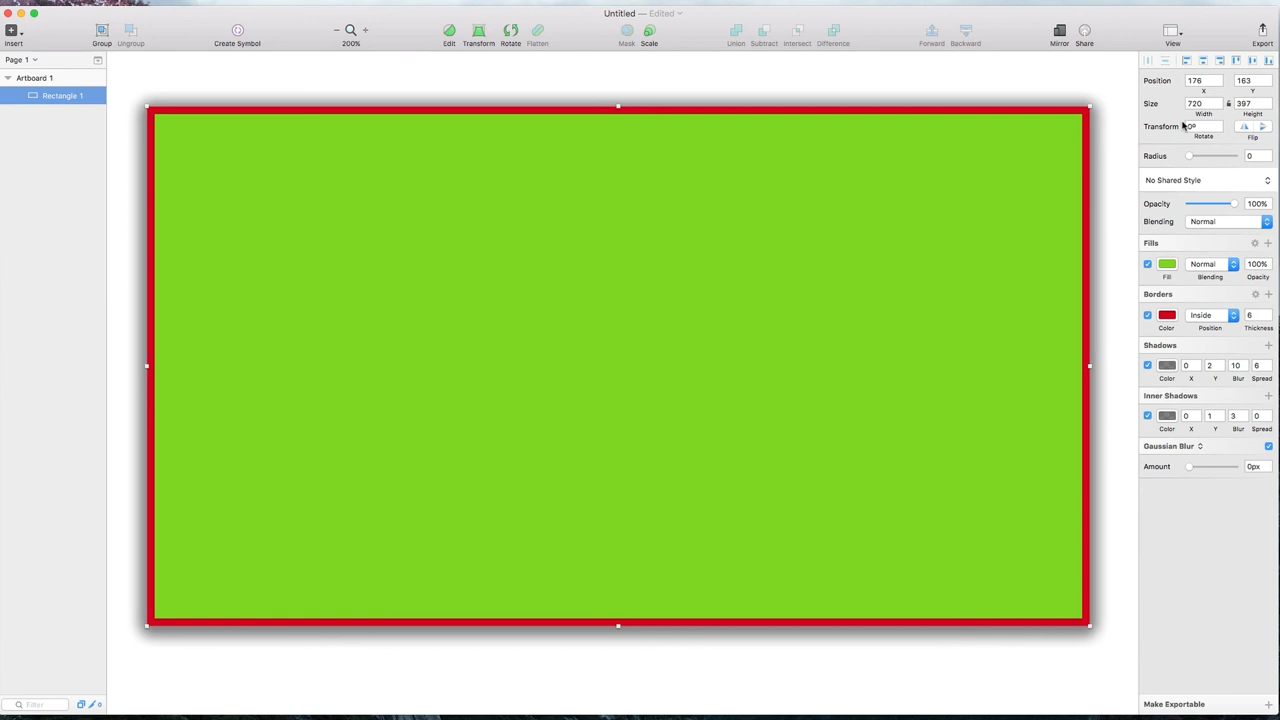 Untitled — Edited
Insert Group Ungroup Create Symbol 200% Edit Transform Rotate Flatten Mask Scale Union Subtract Intersect Difference Forward Backward Mirror Share View Export
Page 1
Artboard 1
Rectangle 1
Filter
0
Position 176 163
X Y
Size 720 397
Width Height
Transform 0º
Rotate Flip
Radius 0
No Shared Style
Opacity 100%
Blending Normal
Fills
Normal 100%
Fill Blending Opacity
Borders
Inside 6
Color Position Thickness
Shadows
0 2 10 6
Color X Y Blur Spread
Inner Shadows
0 1 3 0
Color X Y Blur Spread
Gaussian Blur
Amount 0px
Make Exportable